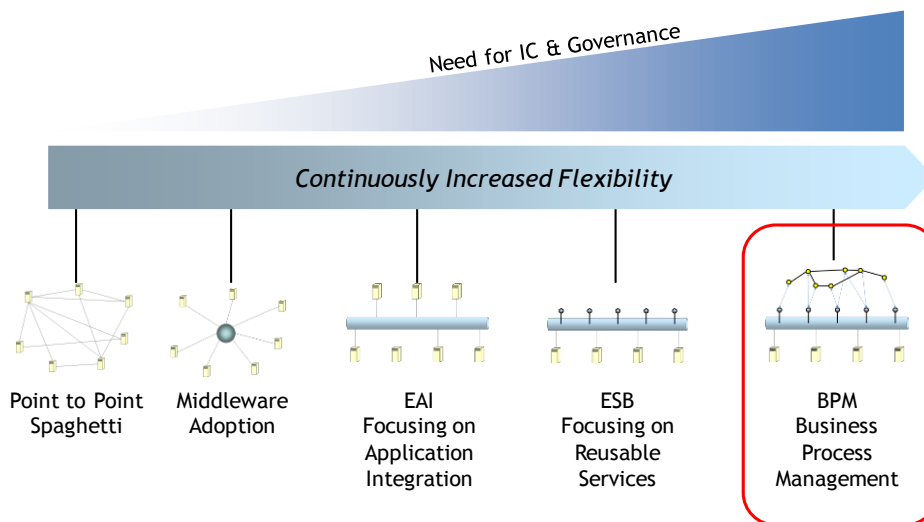 Need for IC & Governance
Continuously Increased Flexibility
Point to Point
Spaghetti
Middleware
Adoption
EAI
Focusing on
Application
Integration
ESB
Focusing on
Reusable
Services
BPM
Business
Process
Management